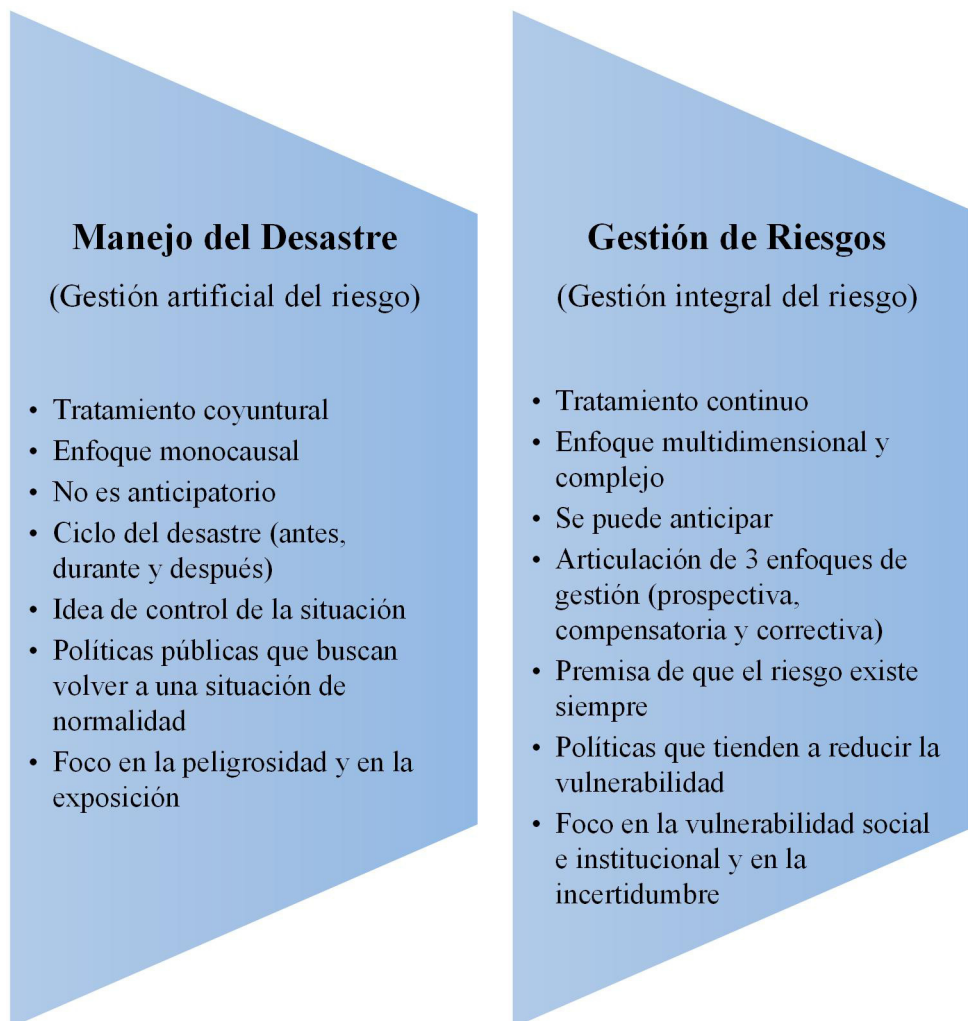 Manejo del Desastre
(Gestión artificial del riesgo)
• Tratamiento coyuntural
• Enfoque monocausal
• No es anticipatorio
• Ciclo del desastre (antes,
durante y después)
• Idea de control de la situación
• Políticas públicas que buscan
volver a una situación de
normalidad
• Foco en la peligrosidad y en la
exposición
Gestión de Riesgos
(Gestión integral del riesgo)
• Tratamiento continuo
• Enfoque multidimensional y
complejo
• Se puede anticipar
• Articulación de 3 enfoques de
gestión (prospectiva,
compensatoria y correctiva)
• Premisa de que el riesgo existe
siempre
• Políticas que tienden a reducir la
vulnerabilidad
• Foco en la vulnerabilidad social
e institucional y en la
incertidumbre